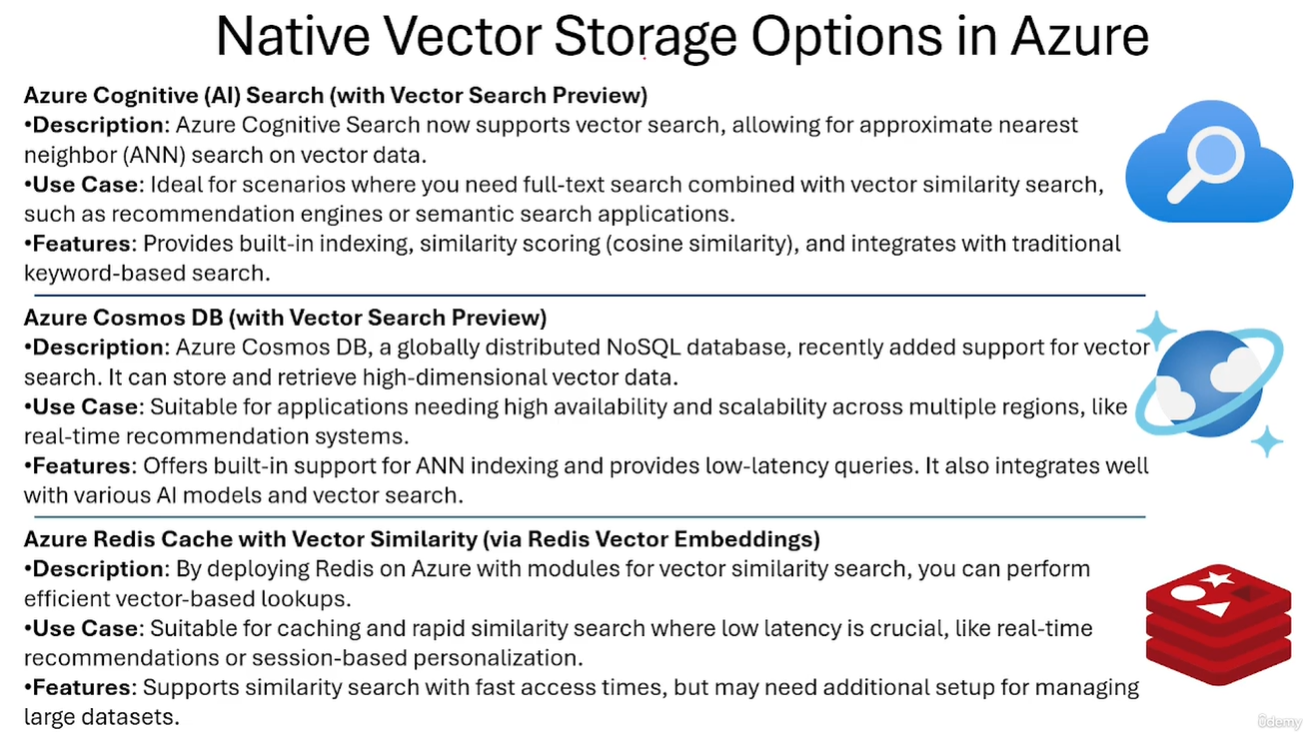 Native Vector Storage Options in Azure
Azure Cognitive (AI) Search (with Vector Search Preview)
•Description: Azure Cognitive Search now supports vector search, allowing for approximate nearest
neighbor (ANN) search on vector data.
•Use Case: Ideal for scenarios where you need full-text search combined with vector similarity search,
such as recommendation engines or semantic search applications.
•Features: Provides built-in indexing, similarity scoring (cosine similarity), and integrates with traditional
keyword-based search.
Azure Cosmos DB (with Vector Search Preview)
•Description: Azure Cosmos DB, a globally distributed NoSQL database, recently added support for vector
search. It can store and retrieve high-dimensional vector data.
•Use Case: Suitable for applications needing high availability and scalability across multiple regions, like
real-time recommendation systems.
•Features: Offers built-in support for ANN indexing and provides low-latency queries. It also integrates well
with various AI models and vector search.
Azure Redis Cache with Vector Similarity (via Redis Vector Embeddings)
•Description: By deploying Redis on Azure with modules for vector similarity search, you can perform
efficient vector-based lookups.
•Use Case: Suitable for caching and rapid similarity search where low latency is crucial, like real-time
recommendations or session-based personalization.
•Features: Supports similarity search with fast access times, but may need additional setup for managing
large datasets.
ûdemy